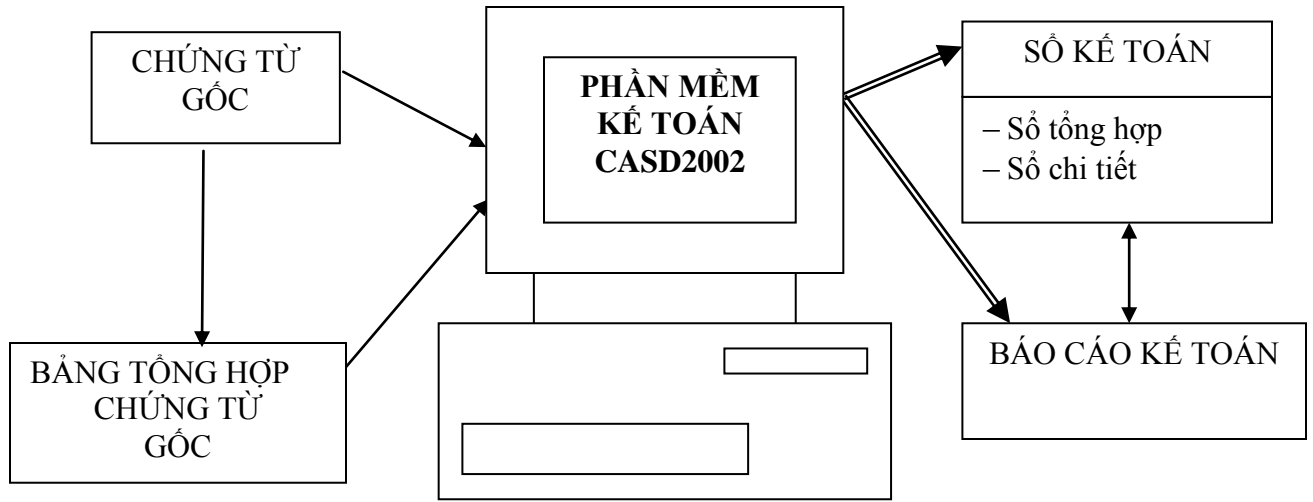 CHỨNG TỪ
GỐC
PHẦN MỀM
KẾ TOÁN
CASD2002
SỔ KẾ TOÁN
– Sổ tổng hợp
– Sổ chi tiết
BẢNG TỔNG HỢP
CHỨNG TỪ
GỐC
BÁO CÁO KẾ TOÁN